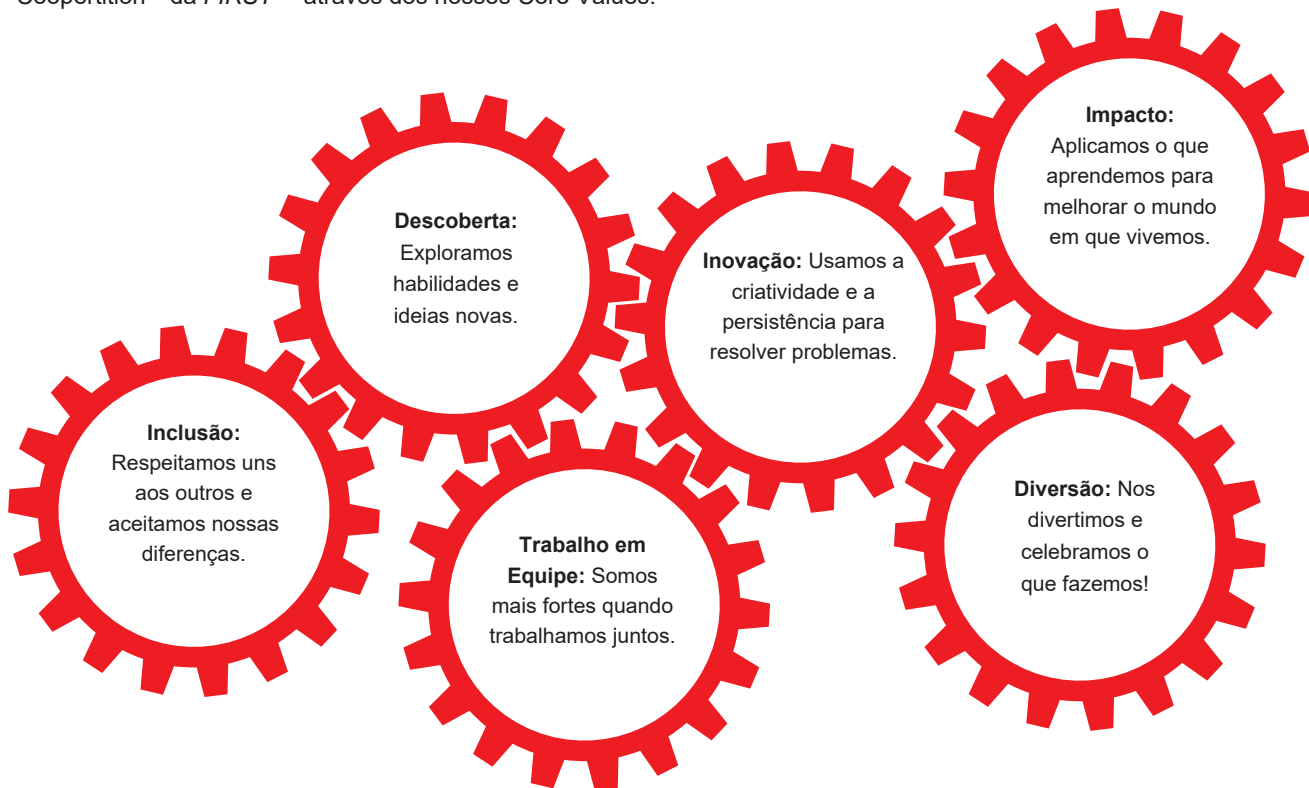 Coopertition da FIRST através dos nossos Core Values.
Impacto:
Aplicamos o que
aprendemos para
melhorar o mundo
em que vivemos.
Descoberta:
Exploramos
habilidades e
ideias novas.
Inovação: Usamos a
criatividade e a
persistência para
resolver problemas.
Inclusão:
Respeitamos uns
aos outros e
aceitamos nossas
diferenças.
Trabalho em
Equipe: Somos
mais fortes quando
trabalhamos juntos.
Diversão: Nos
divertimos e
celebramos o
que fazemos!